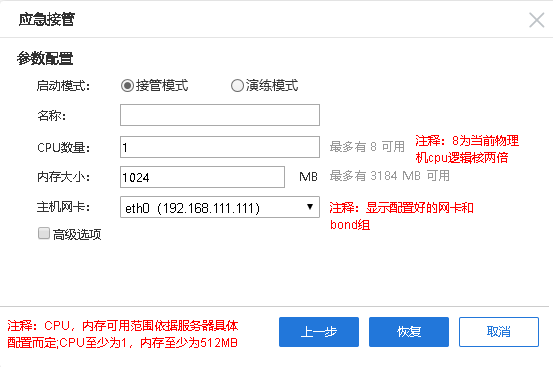 应急接管
参数配置
启动模式: 接管模式 演练模式
名称:
CPU数量: 1 最多有 8 可用 注释: 8为当前物理
机cpu逻辑核两倍
内存大小: 1024 MB 最多有 3184 MB 可用
主机网卡: eth0 (192.168.111.111) 注释: 显示配置好的网卡和
bond组
高级选项
注释: CPU, 内存可用范围依据服务器具体
配置而定;CPU至少为1, 内存至少为512MB
上一步 恢复 取消